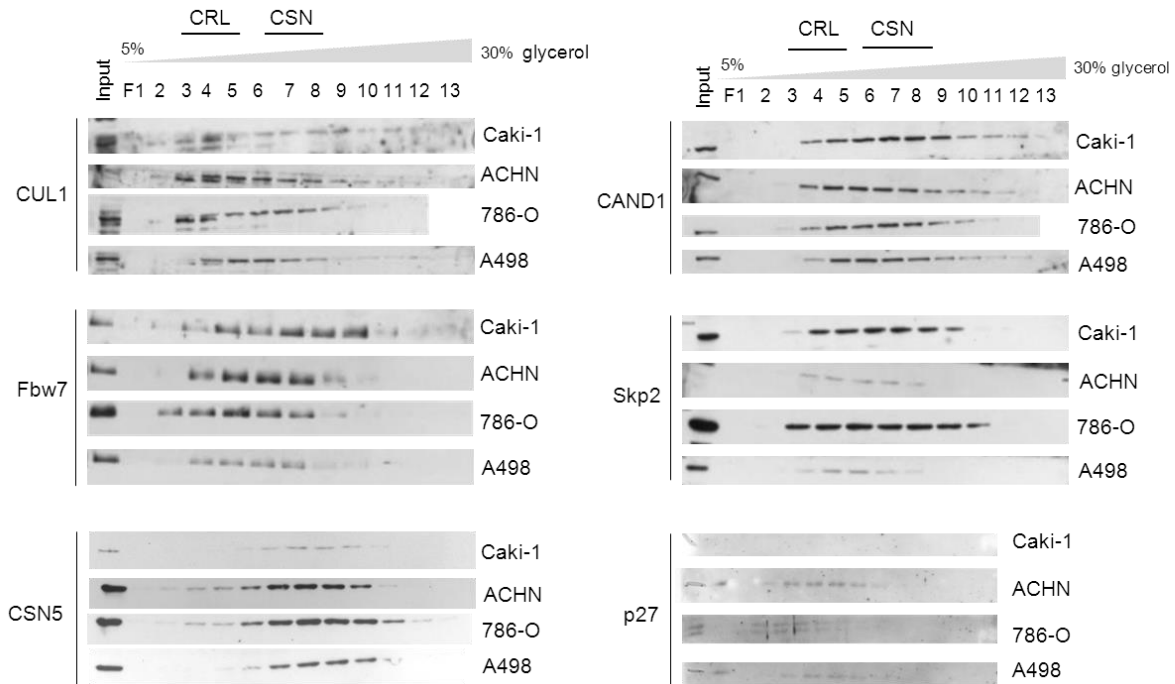 CRL CSN
5% 30% glycerol
Input F1 2 3 4 5 6 7 8 9 10 11 12 13
CUL1
Caki-1
ACHN
786-O
A498
Fbw7
Caki-1
ACHN
786-O
A498
CSN5
Caki-1
ACHN
786-O
A498
CRL CSN
5% 30% glycerol
Input F1 2 3 4 5 6 7 8 9 10 11 12 13
CAND1
Caki-1
ACHN
786-O
A498
Skp2
Caki-1
ACHN
786-O
A498
p27
Caki-1
ACHN
786-O
A498